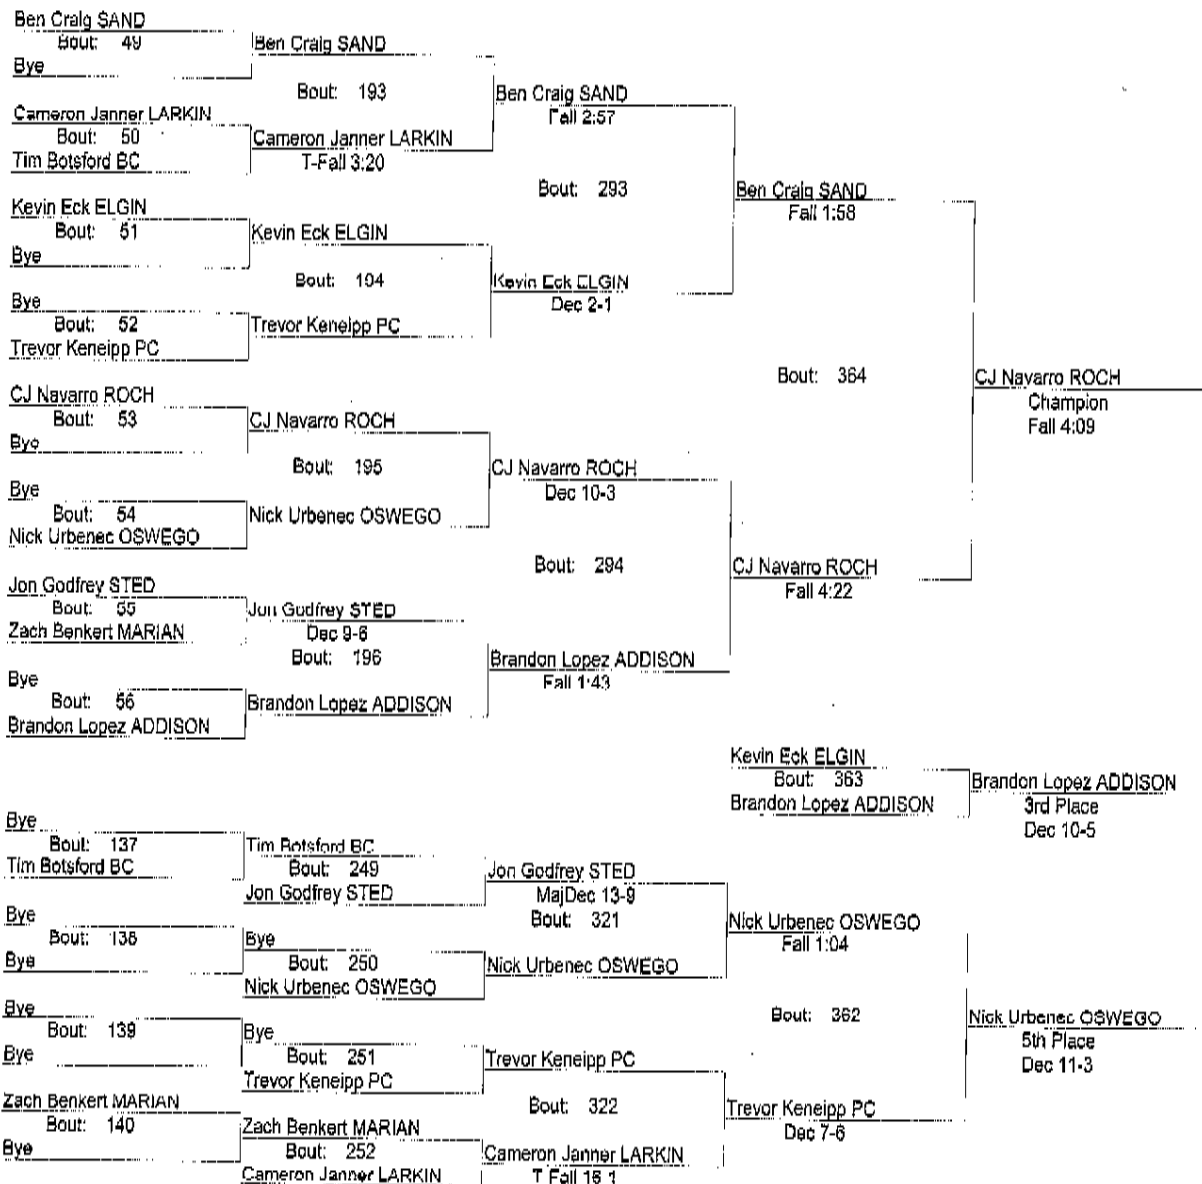 Ben Craig SAND
Bout: 49
Bye
Ben Craig SAND
Bout: 193
Cameron Janner LARKIN
Bout: 50
Tim Botsford BC
Cameron Janner LARKIN
T-Fall 3:20
Ben Craig SAND
Fall 2:57
Bout: 293
Kevin Eck ELGIN
Bout: 51
Bye
Kevin Eck ELGIN
Bout: 194
Bye
Bout: 52
Trevor Keneipp PC
Trevor Keneipp PC
Kevin Eck ELGIN
Dec 2-1
Ben Craig SAND
Fall 1:58
Bout: 364
CJ Navarro ROCH
Bout: 53
Bye
CJ Navarro ROCH
Bout: 195
Bye
Bout: 54
Nick Urbenec OSWEGO
Nick Urbenec OSWEGO
CJ Navarro ROCH
Dec 10-3
Bout: 294
Jon Godfrey STED
Bout: 55
Zach Benkert MARIAN
Jon Godfrey STED
Dec 9-6
Bout: 196
Bye
Bout: 56
Brandon Lopez ADDISON
Brandon Lopez ADDISON
Brandon Lopez ADDISON
Fall 1:43
CJ Navarro ROCH
Fall 4:22
CJ Navarro ROCH
Champion
Fall 4:09
Kevin Eck ELGIN
Bout: 363
Brandon Lopez ADDISON
Brandon Lopez ADDISON
3rd Place
Dec 10-5
Bye
Bout: 137
Tim Botsford BC
Tim Botsford BC
Bout: 249
Jon Godfrey STED
Jon Godfrey STED
MajDec 13-9
Bout: 321
Bye
Bout: 138
Bye
Bye
Bout: 250
Nick Urbenec OSWEGO
Nick Urbenec OSWEGO
Nick Urbenec OSWEGO
Fall 1:04
Bout: 362
Bye
Bout: 139
Bye
Bye
Bout: 251
Trevor Keneipp PC
Trevor Keneipp PC
Bout: 322
Zach Benkert MARIAN
Bout: 140
Bye
Zach Benkert MARIAN
Bout: 252
Cameron Janner LARKIN
Cameron Janner LARKIN
T Fall 16 1
Trevor Keneipp PC
Dec 7-6
Nick Urbenec OSWEGO
5th Place
Dec 11-3